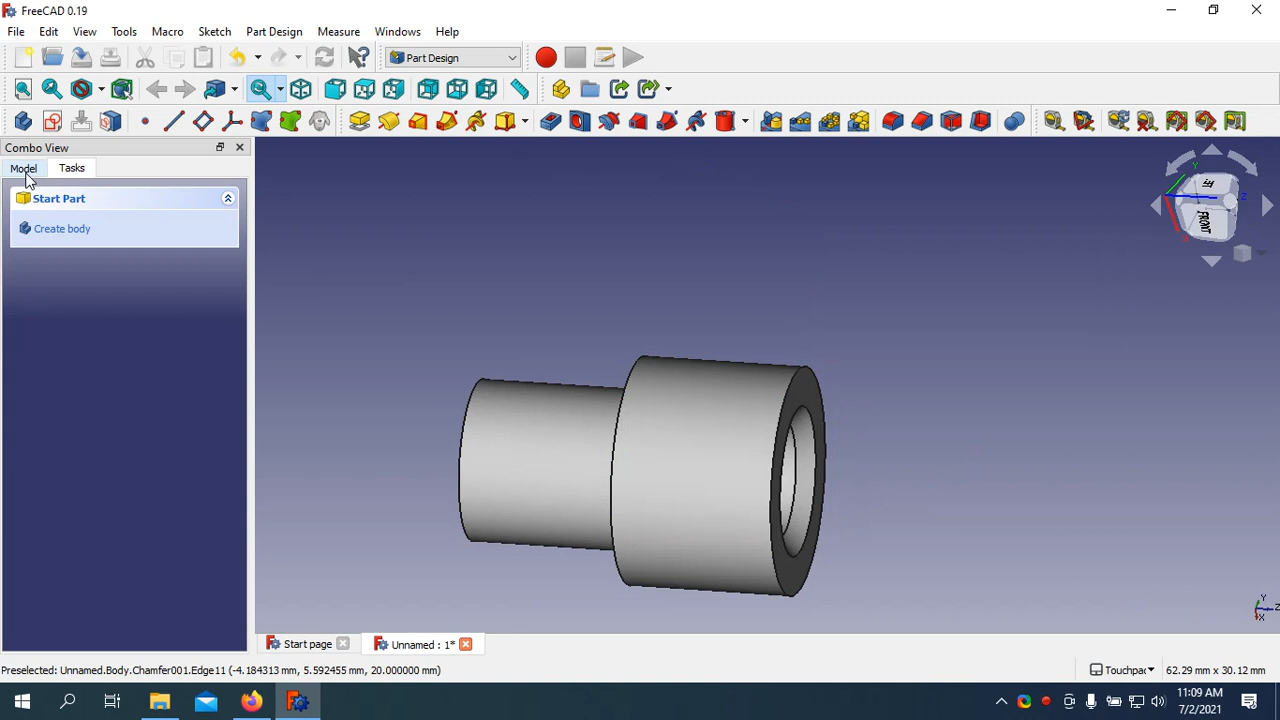 FreeCAD 0.19
File Edit View Tools Macro Sketch Part Design Measure Windows Help
Part Design
Combo View
Model Tasks
Start Part
Create body
Y
Z
X
FRONT
Start page
Unnamed : 1*
Y
Z
X
Preselected: Unnamed.Body.Chamfer001.Edge11 (-4.184313 mm, 5.592455 mm, 20.000000 mm)
Touchpad
62.29 mm x 30.12 mm
11:09 AM
7/2/2021